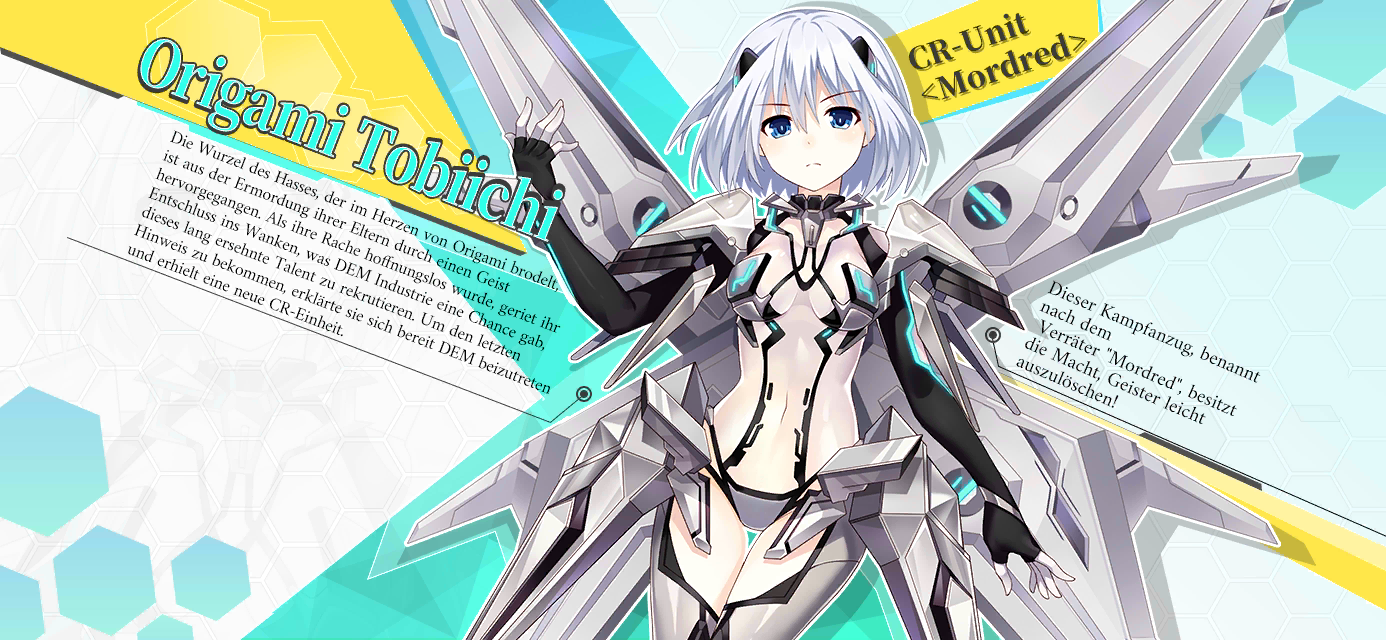 Origami Tobiichi
Die Wurzel des Hasses, der im Herzen von Origami brodelt,
ist aus der Ermordung ihrer Eltern durch einen Geist
hervorgegangen. Als ihre Rache hoffnungslos wurde, geriet ihr
Entschluss ins Wanken, was DEM Industrie eine Chance gab,
dieses lang ersehnte Talent zu rekrutieren. Um den letzten
Hinweis zu bekommen, erklärte sie sich bereit DEM beizutreten
und erhielt eine neue CR-Einheit.
CR-Unit
<Mordred>
Dieser Kampfanzug, benannt
nach dem
Verräter "Mordred", besitzt
die Macht, Geister leicht
auszulöschen!